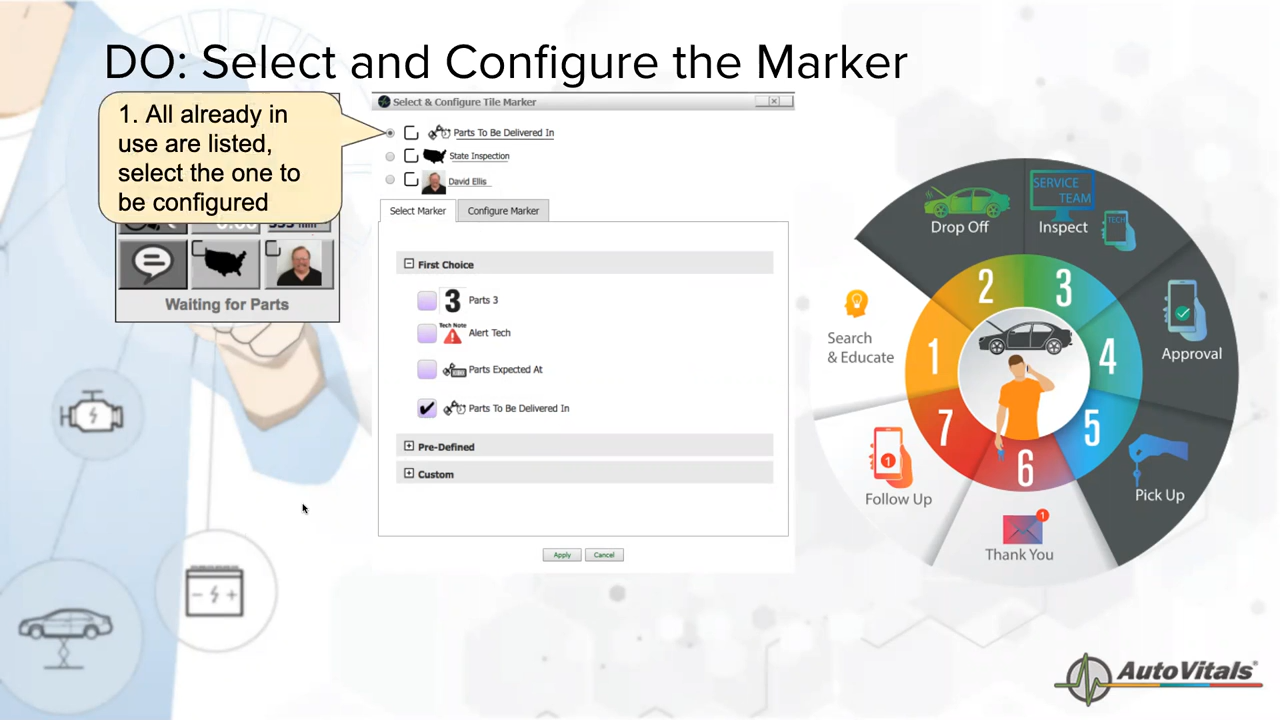 DO: Select and Configure the Marker
1. All already in
use are listed,
select the one to
be configured
Waiting for Parts
Select & Configure Tile Marker
Parts To Be Delivered In
State Inspection
David Ellis
Select Marker
Configure Marker
First Choice
3 Parts 3
Tech Note
Alert Tech
Parts Expected At
Parts To Be Delivered In
Pre-Defined
Custom
Apply
Cancel
Drop Off
SERVICE
TEAM
TECH
Inspect
Search
& Educate
Approval
Follow Up
1
Pick Up
1
Thank You
1
2
3
4
5
6
7
AutoVitals